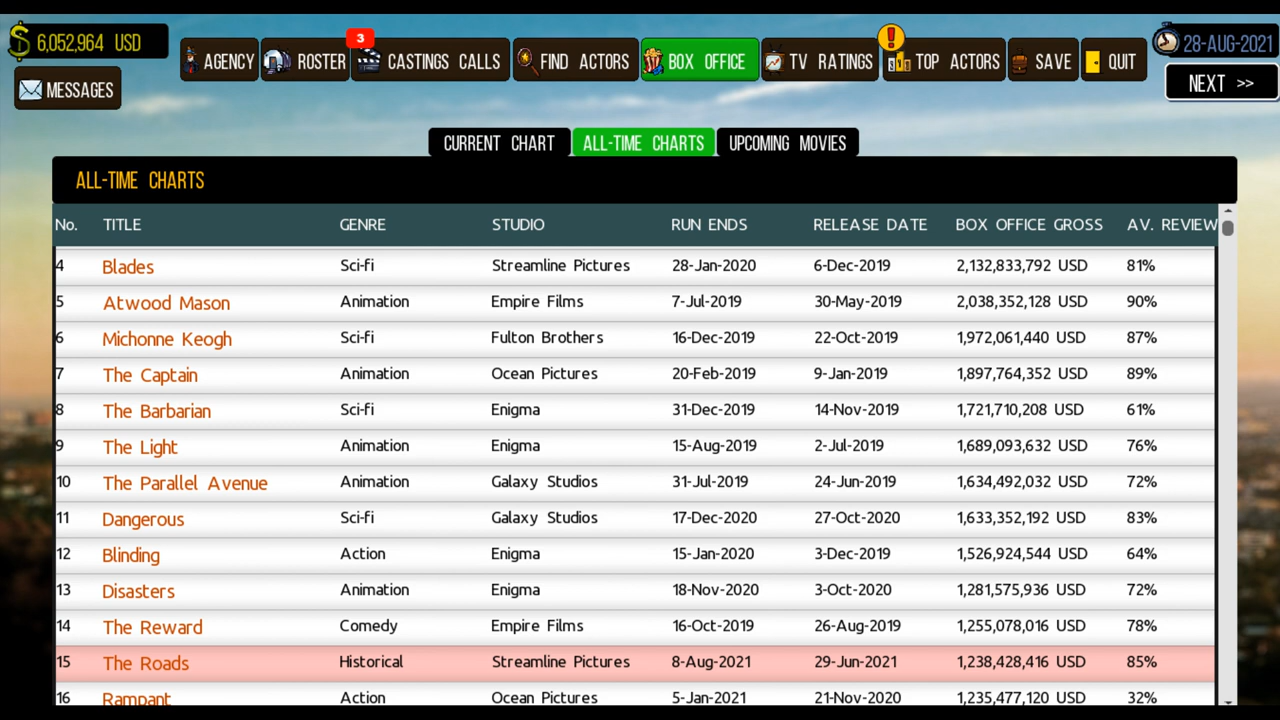 $ 6,052,964 USD
MESSAGES
AGENCY
ROSTER
3
CASTINGS CALLS
FIND ACTORS
BOX OFFICE
TV RATINGS
!
TOP ACTORS
SAVE
QUIT
28-AUG-2021
NEXT >>
CURRENT CHART
ALL-TIME CHARTS
UPCOMING MOVIES
ALL-TIME CHARTS
No. TITLE GENRE STUDIO RUN ENDS RELEASE DATE BOX OFFICE GROSS AV. REVIEW
4 Blades Sci-fi Streamline Pictures 28-Jan-2020 6-Dec-2019 2,132,833,792 USD 81%
5 Atwood Mason Animation Empire Films 7-Jul-2019 30-May-2019 2,038,352,128 USD 90%
6 Michonne Keogh Sci-fi Fulton Brothers 16-Dec-2019 22-Oct-2019 1,972,061,440 USD 87%
7 The Captain Animation Ocean Pictures 20-Feb-2019 9-Jan-2019 1,897,764,352 USD 89%
8 The Barbarian Sci-fi Enigma 31-Dec-2019 14-Nov-2019 1,721,710,208 USD 61%
9 The Light Animation Enigma 15-Aug-2019 2-Jul-2019 1,689,093,632 USD 76%
10 The Parallel Avenue Animation Galaxy Studios 31-Jul-2019 24-Jun-2019 1,634,492,032 USD 72%
11 Dangerous Sci-fi Galaxy Studios 17-Dec-2020 27-Oct-2020 1,633,352,192 USD 83%
12 Blinding Action Enigma 15-Jan-2020 3-Dec-2019 1,526,924,544 USD 64%
13 Disasters Animation Enigma 18-Nov-2020 3-Oct-2020 1,281,575,936 USD 72%
14 The Reward Comedy Empire Films 16-Oct-2019 26-Aug-2019 1,255,078,016 USD 78%
15 The Roads Historical Streamline Pictures 8-Aug-2021 29-Jun-2021 1,238,428,416 USD 85%
16 Rampant Action Ocean Pictures 5-Jan-2021 21-Nov-2020 1,235,477,120 USD 32%